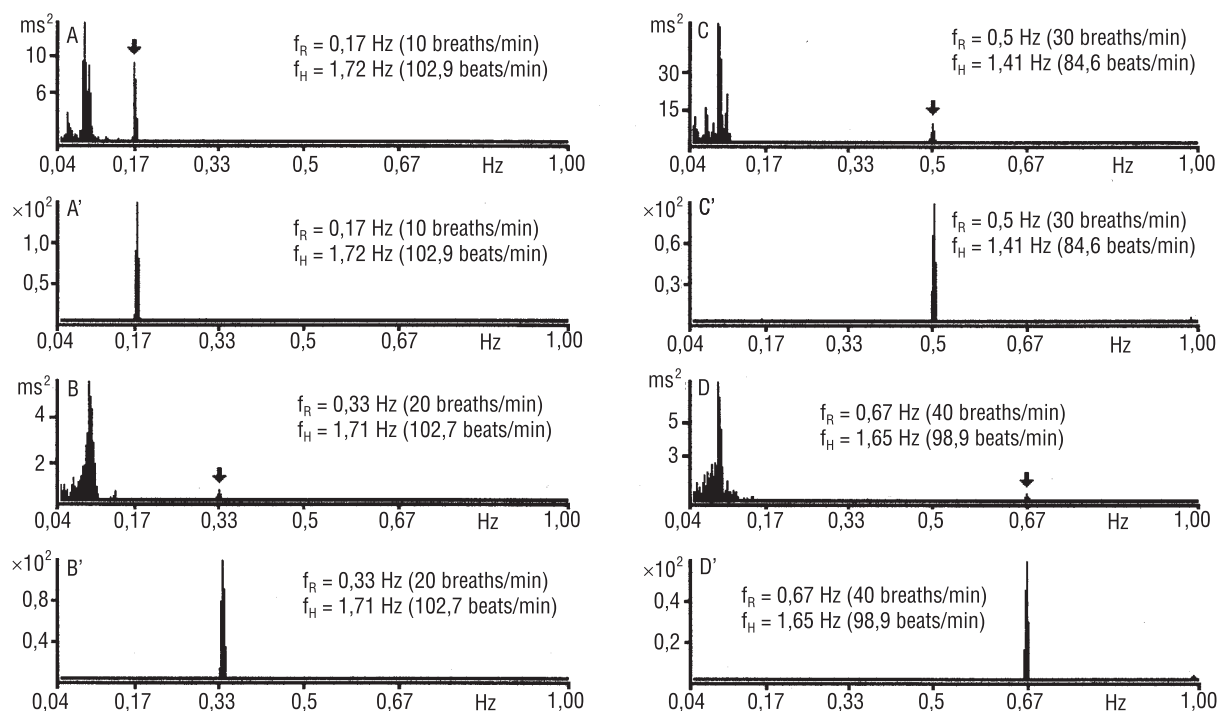 ms²
A
f_R = 0,17 Hz (10 breaths/min)
f_H = 1,72 Hz (102,9 beats/min)
10
6
0,04 0,17 0,33 0,5 0,67 Hz 1,00
×10²
A'
f_R = 0,17 Hz (10 breaths/min)
f_H = 1,72 Hz (102,9 beats/min)
1,0
0,5
0,04 0,17 0,33 0,5 0,67 Hz 1,00
ms²
B
f_R = 0,33 Hz (20 breaths/min)
f_H = 1,71 Hz (102,7 beats/min)
4
2
0,04 0,17 0,33 0,5 0,67 Hz 1,00
×10²
B'
f_R = 0,33 Hz (20 breaths/min)
f_H = 1,71 Hz (102,7 beats/min)
0,8
0,4
0,04 0,17 0,33 0,5 0,67 Hz 1,00
ms²
C
f_R = 0,5 Hz (30 breaths/min)
f_H = 1,41 Hz (84,6 beats/min)
30
15
0,04 0,17 0,33 0,5 0,67 Hz 1,00
×10²
C'
f_R = 0,5 Hz (30 breaths/min)
f_H = 1,41 Hz (84,6 beats/min)
0,6
0,3
0,04 0,17 0,33 0,5 0,67 Hz 1,00
ms²
D
f_R = 0,67 Hz (40 breaths/min)
f_H = 1,65 Hz (98,9 beats/min)
5
3
0,04 0,17 0,33 0,5 0,67 Hz 1,00
×10²
D'
f_R = 0,67 Hz (40 breaths/min)
f_H = 1,65 Hz (98,9 beats/min)
0,4
0,2
0,04 0,17 0,33 0,5 0,67 Hz 1,00